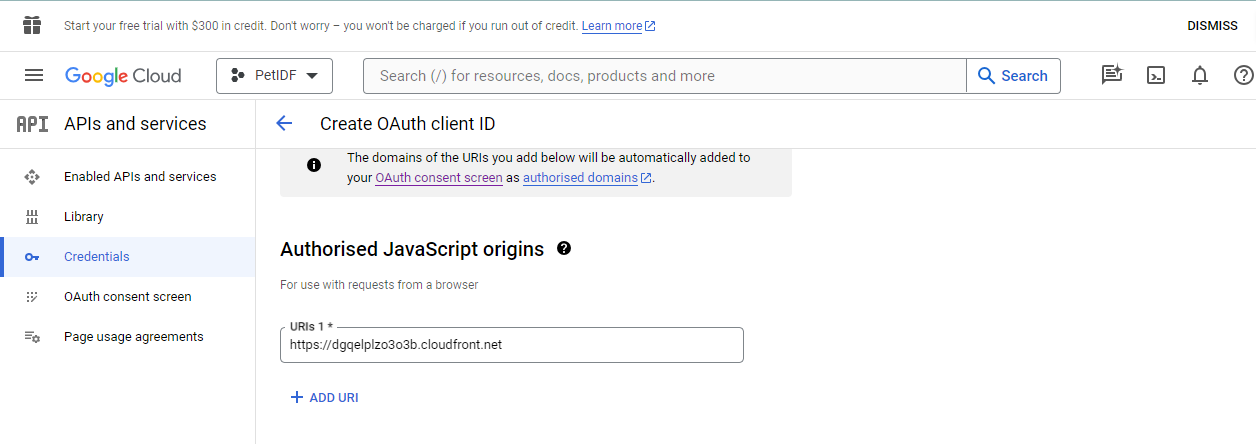 Start your free trial with $300 in credit. Don't worry – you won't be charged if you run out of credit. Learn more
DISMISS
Google Cloud
PetIDF
Search (/) for resources, docs, products and more
Search
API
APIs and services
Create OAuth client ID
The domains of the URIs you add below will be automatically added to
your OAuth consent screen as authorised domains.
Enabled APIs and services
Library
Credentials
OAuth consent screen
Page usage agreements
Authorised JavaScript origins
For use with requests from a browser
URIs 1 *
https://dgqelplzo3o3b.cloudfront.net
+ ADD URI